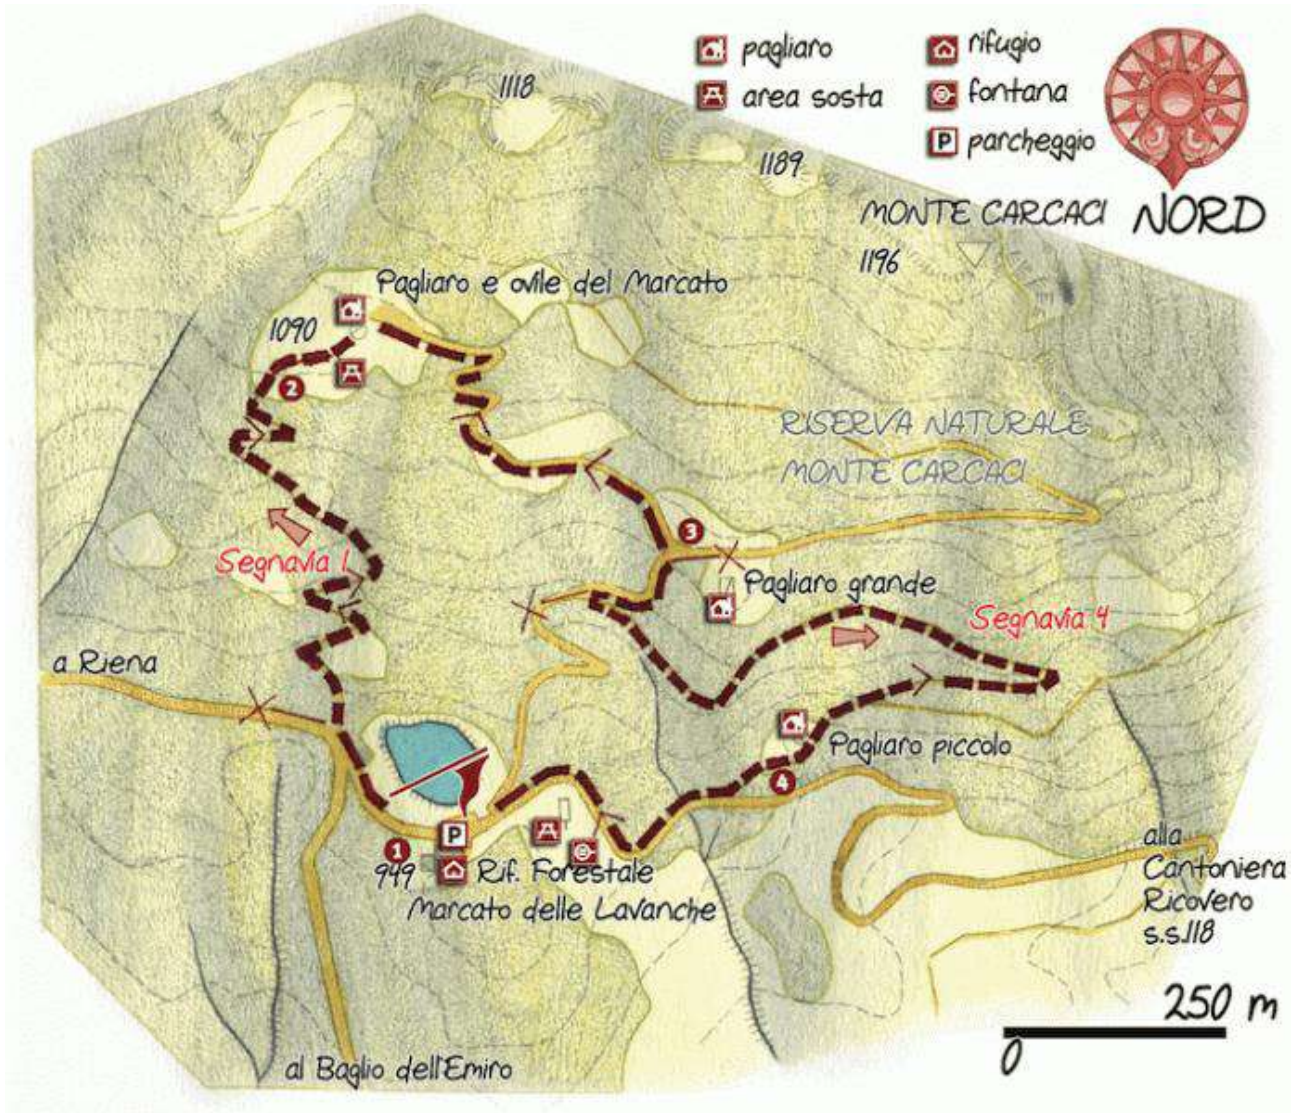 pagliaro
rifugio
area sosta
fontana
P
parcheggio
1118
1189
MONTE CARCACI
NORD
1196
Pagliaro e ovile del Marcato
1090
2
RISERVA NATURALE
MONTE CARCACI
3
Segnavia 1
Pagliaro grande
Segnavia 4
a Riena
Pagliaro piccolo
4
1
P
949
Rif. Forestale
Marcato delle Lavanche
alla
Cantoniera
Ricovero
s.s.118
250 m
0
al Baglio dell'Emiro